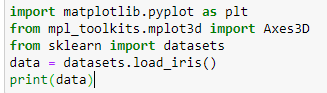 import matplotlib.pyplot as plt
from mpl_toolkits.mplot3d import Axes3D
from sklearn import datasets
data = datasets.load_iris()
print(data)